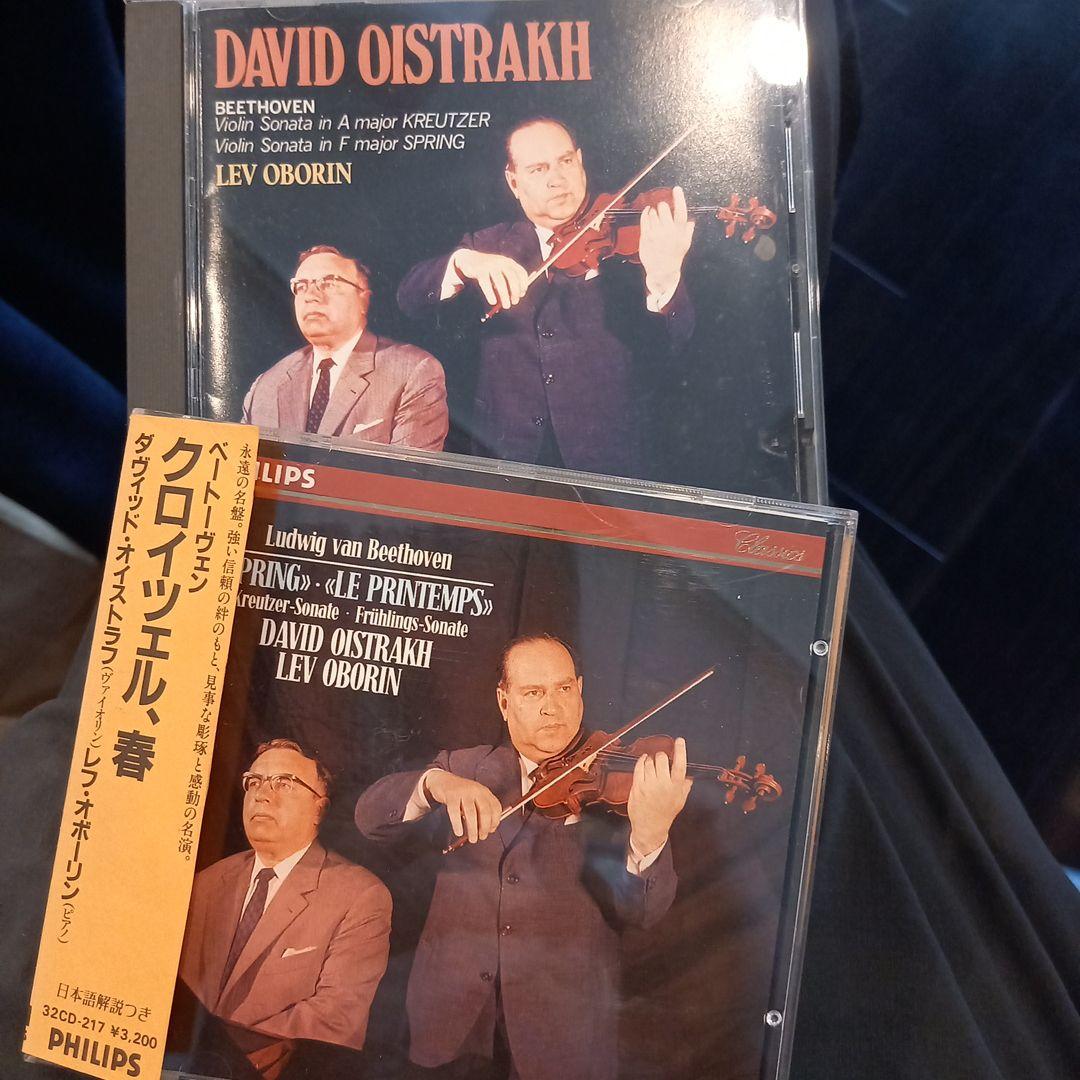 DAVID OISTRAKH
BEETHOVEN
Violin Sonata in A major KREUTZER
Violin Sonata in F major SPRING
LEV OBORIN
永遠の名盤。強い信頼の絆のもと、見事な彫琢と感動の名演。
ベートーヴェン
クロイツェル、春
ダヴィッド・オイストラフ(ヴァイオリン)レフ・オボーリン(ピアノ)
日本語解説つき
32CD-217 ¥3,200
PHILIPS
ILIPS
Classics
Ludwig van Beethoven
PRING» · «LE PRINTEMPS»
Kreutzer-Sonate · Frühlings-Sonate
DAVID OISTRAKH
LEV OBORIN